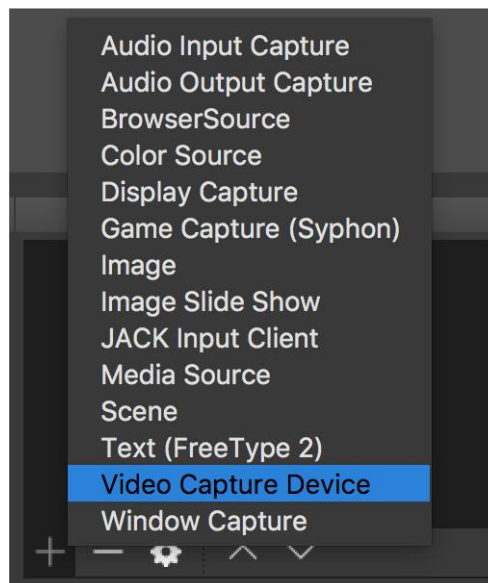 Audio Input Capture
Audio Output Capture
BrowserSource
Color Source
Display Capture
Game Capture (Syphon)
Image
Image Slide Show
JACK Input Client
Media Source
Scene
Text (FreeType 2)
Video Capture Device
Window Capture